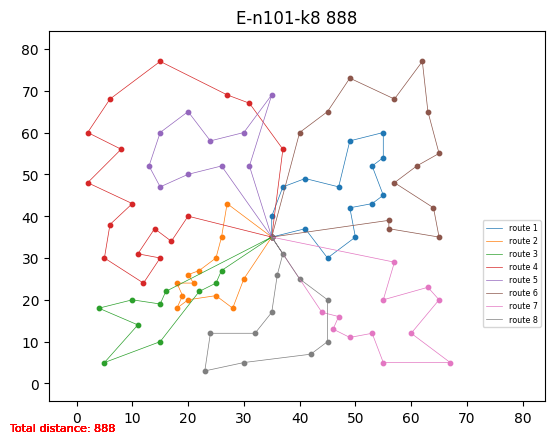 E-n101-k8 888
80
70
60
50
40
30
20
10
0
0 10 20 30 40 50 60 70 80
route 1
route 2
route 3
route 4
route 5
route 6
route 7
route 8
Total distance: 888